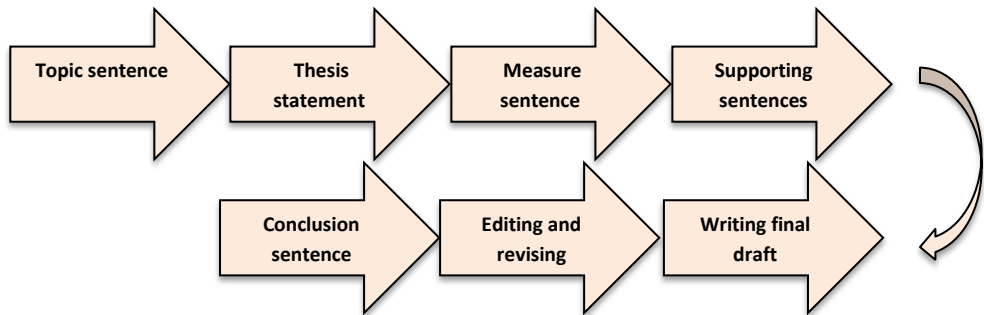 Topic sentence
Thesis
statement
Measure
sentence
Supporting
sentences
Conclusion
sentence
Editing and
revising
Writing final
draft